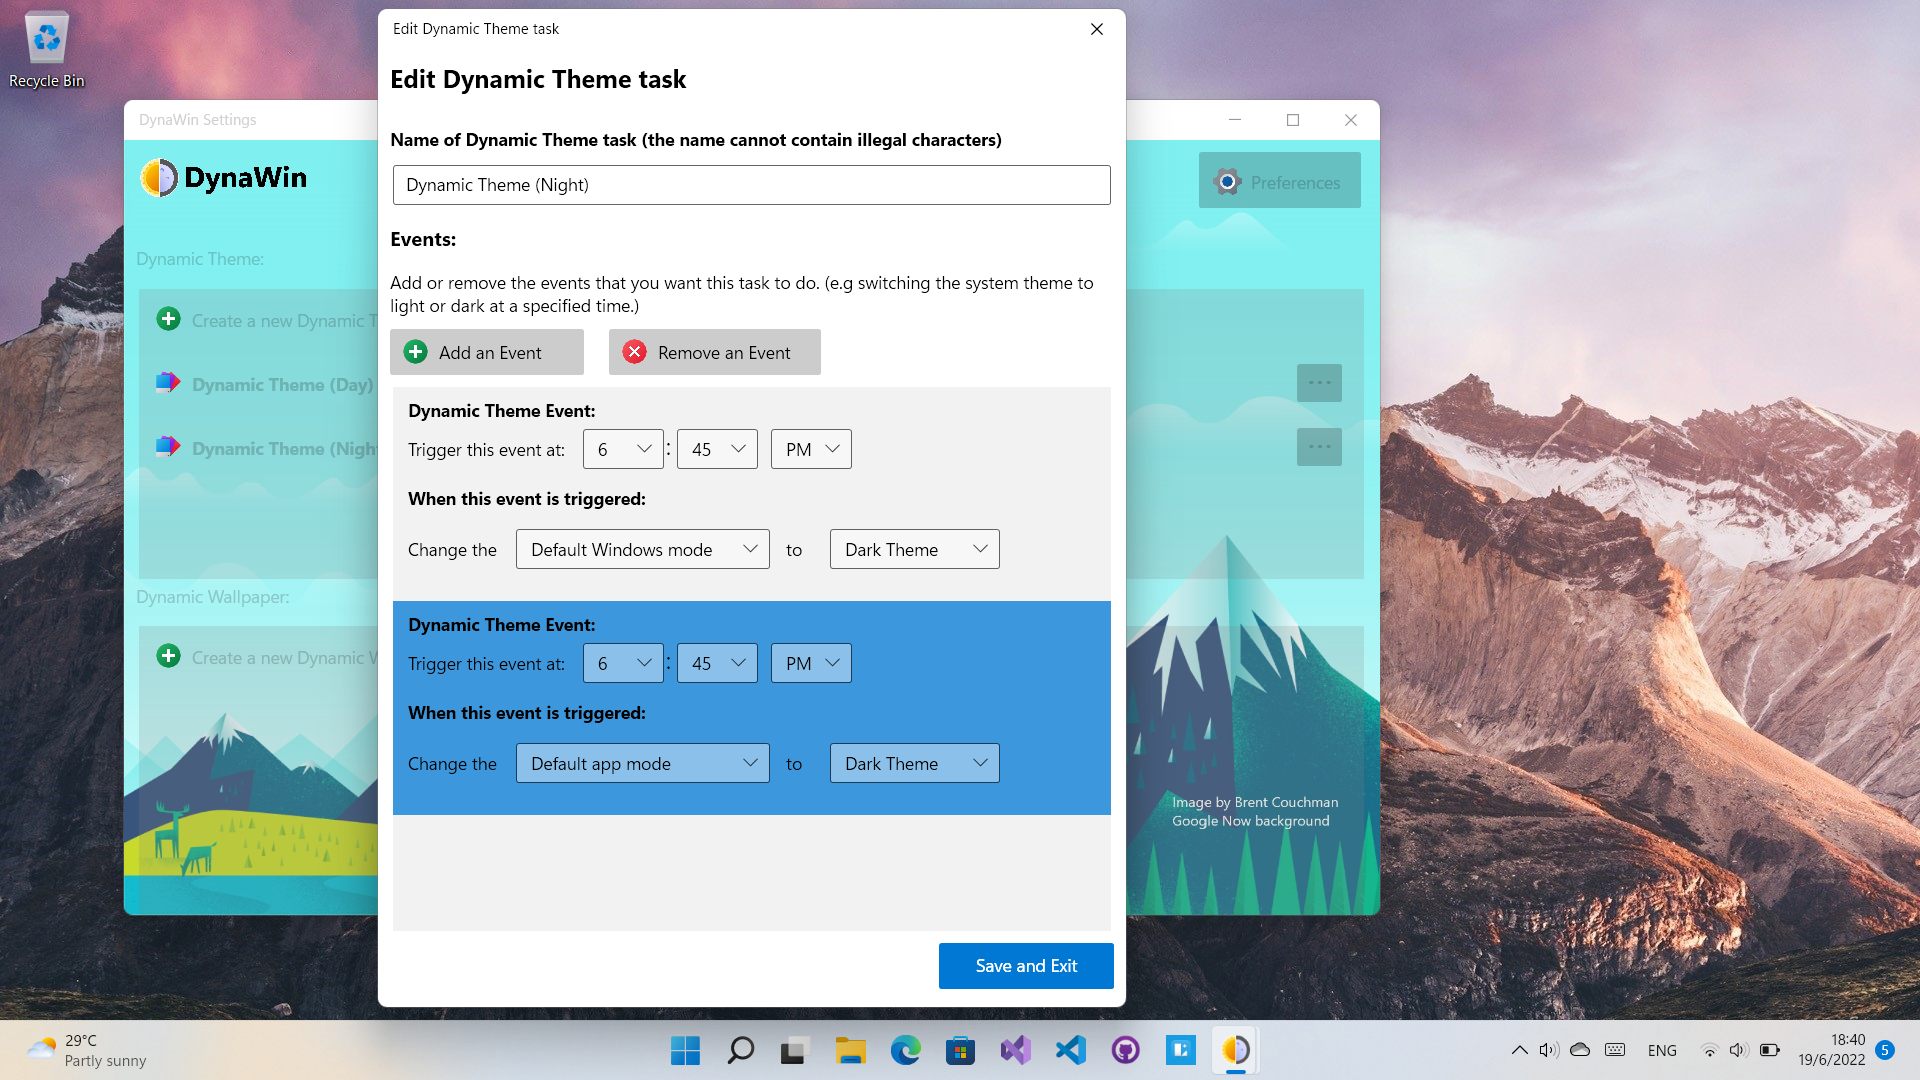 Recycle Bin
Edit Dynamic Theme task
Edit Dynamic Theme task
Name of Dynamic Theme task (the name cannot contain illegal characters)
Dynamic Theme (Night)
Events:
Add or remove the events that you want this task to do. (e.g switching the system theme to
light or dark at a specified time.)
Add an Event
Remove an Event
Dynamic Theme Event:
Trigger this event at: 6 : 45 PM
When this event is triggered:
Change the Default Windows mode to Dark Theme
Dynamic Theme Event:
Trigger this event at: 6 : 45 PM
When this event is triggered:
Change the Default app mode to Dark Theme
Save and Exit
DynaWin Settings
DynaWin
Preferences
Dynamic Theme:
Create a new Dynamic T
Dynamic Theme (Day)
Dynamic Theme (Nigh
Dynamic Wallpaper:
Create a new Dynamic W
Image by Brent Couchman
Google Now background
29°C
Partly sunny
ENG
18:40
19/6/2022
5